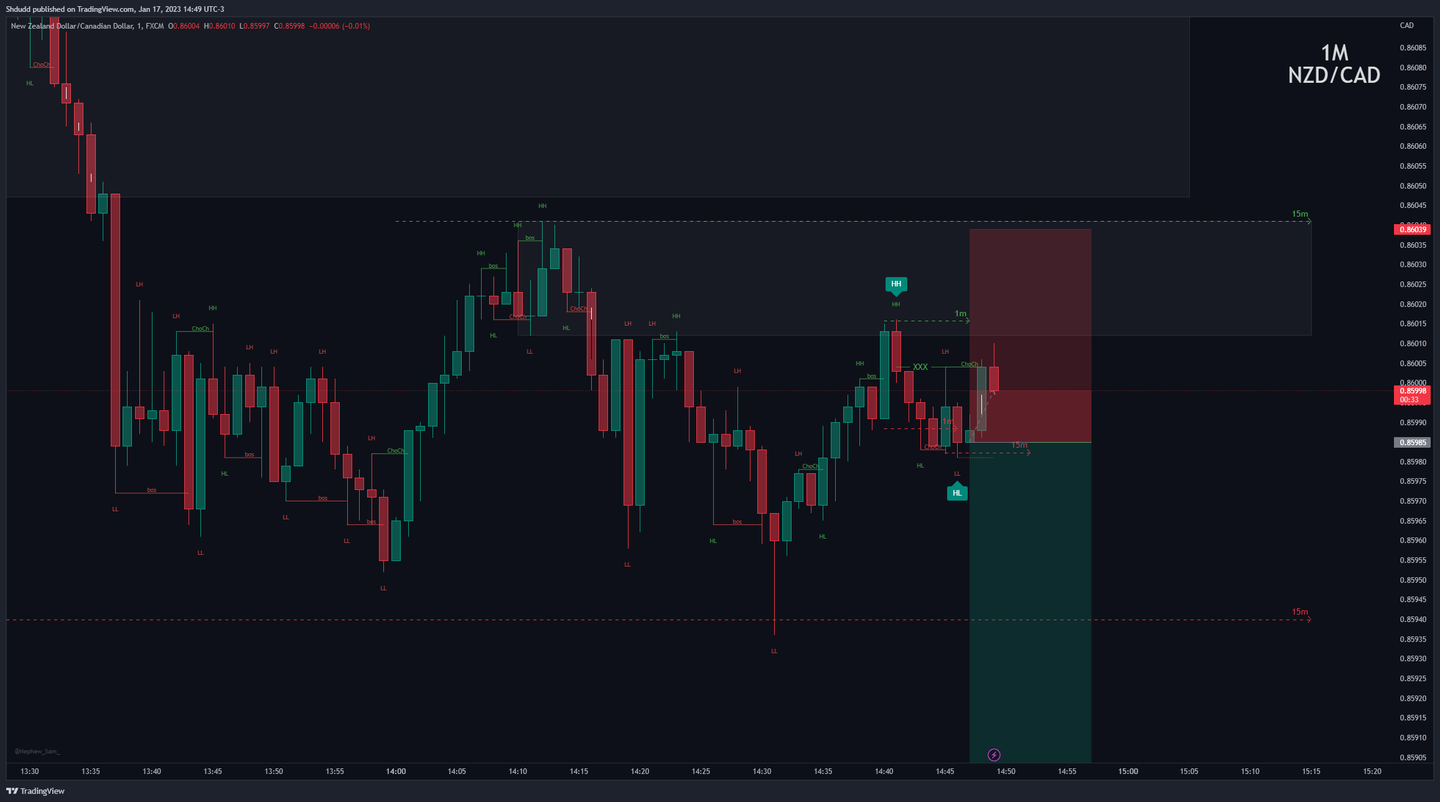 Shdudd published on TradingView.com, Jan 17, 2023 14:49 UTC-3
New Zealand Dollar/Canadian Dollar, 1, FXCM O0.86004 H0.86010 L0.85997 C0.85998 −0.00006 (−0.01%)
CAD
1M
NZD/CAD
0.86085
0.86080
0.86075
0.86070
0.86065
0.86060
0.86055
0.86050
0.86045
0.86039
0.86035
0.86030
0.86025
0.86020
0.86015
0.86010
0.86005
0.86000
0.85998
00:33
0.85990
0.85985
0.85980
0.85975
0.85970
0.85965
0.85960
0.85955
0.85950
0.85945
0.85940
0.85935
0.85930
0.85925
0.85920
0.85915
0.85910
0.85905
ChoCh
HL
HH
15m
HH
bos
HH
bos
LH
HH
LH
ChoCh
HH
1m
ChoCh
HL
LL
ChoCh
HL
LH
LH
HH
bos
LH
LH
LH
LH
HH
bos
XXX
LH
ChoCh
LH
1m
LH
ChoCh
bos
HL
LH
ChoCh
ChoCh
HL
15m
LL
HL
bos
LL
bos
LL
bos
LL
LL
LL
LL
bos
HL
HL
LL
15m
LL
@Nephew_Sam_
13:30 13:35 13:40 13:45 13:50 13:55 14:00 14:05 14:10 14:15 14:20 14:25 14:30 14:35 14:40 14:45 14:50 14:55 15:00 15:05 15:10 15:15 15:20
TradingView